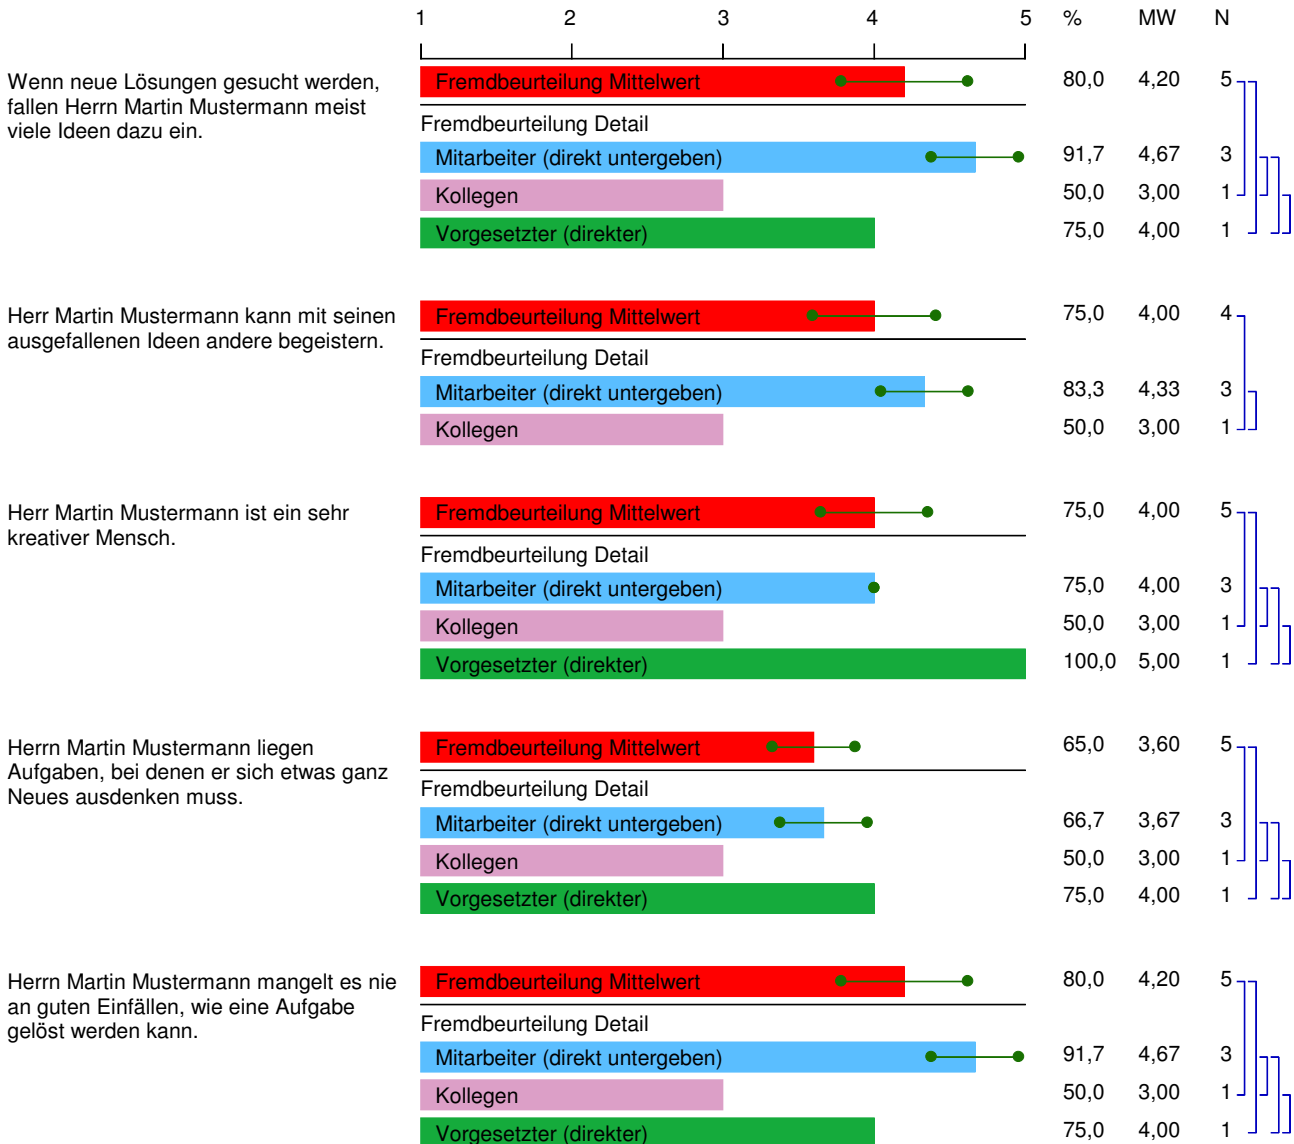 1 2 3 4 5 % MW N
Wenn neue Lösungen gesucht werden,
fallen Herrn Martin Mustermann meist
viele Ideen dazu ein.
Fremdbeurteilung Mittelwert 80,0 4,20 5
Fremdbeurteilung Detail
Mitarbeiter (direkt untergeben) 91,7 4,67 3
Kollegen 50,0 3,00 1
Vorgesetzter (direkter) 75,0 4,00 1
Herr Martin Mustermann kann mit seinen
ausgefallenen Ideen andere begeistern.
Fremdbeurteilung Mittelwert 75,0 4,00 4
Fremdbeurteilung Detail
Mitarbeiter (direkt untergeben) 83,3 4,33 3
Kollegen 50,0 3,00 1
Herr Martin Mustermann ist ein sehr
kreativer Mensch.
Fremdbeurteilung Mittelwert 75,0 4,00 5
Fremdbeurteilung Detail
Mitarbeiter (direkt untergeben) 75,0 4,00 3
Kollegen 50,0 3,00 1
Vorgesetzter (direkter) 100,0 5,00 1
Herrn Martin Mustermann liegen
Aufgaben, bei denen er sich etwas ganz
Neues ausdenken muss.
Fremdbeurteilung Mittelwert 65,0 3,60 5
Fremdbeurteilung Detail
Mitarbeiter (direkt untergeben) 66,7 3,67 3
Kollegen 50,0 3,00 1
Vorgesetzter (direkter) 75,0 4,00 1
Herrn Martin Mustermann mangelt es nie
an guten Einfällen, wie eine Aufgabe
gelöst werden kann.
Fremdbeurteilung Mittelwert 80,0 4,20 5
Fremdbeurteilung Detail
Mitarbeiter (direkt untergeben) 91,7 4,67 3
Kollegen 50,0 3,00 1
Vorgesetzter (direkter) 75,0 4,00 1